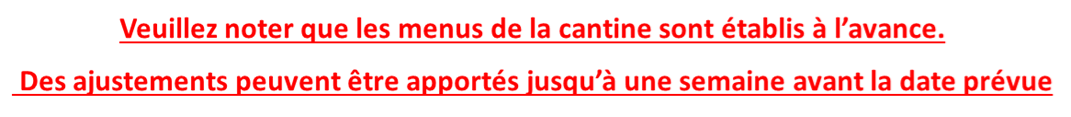 Veuillez noter que les menus de la cantine sont établis à l’avance.
Des ajustements peuvent être apportés jusqu’à une semaine avant la date prévue